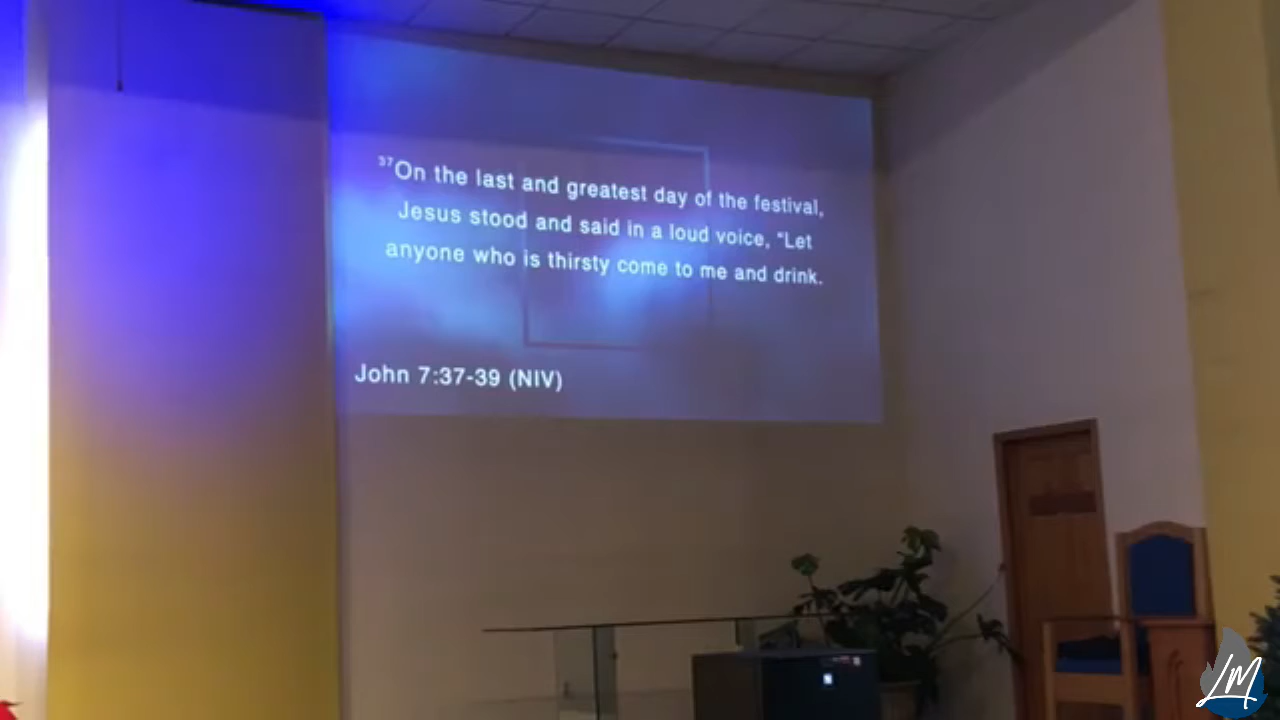 ³⁷On the last and greatest day of the festival,
Jesus stood and said in a loud voice, “Let
anyone who is thirsty come to me and drink.
John 7:37-39 (NIV)
LM